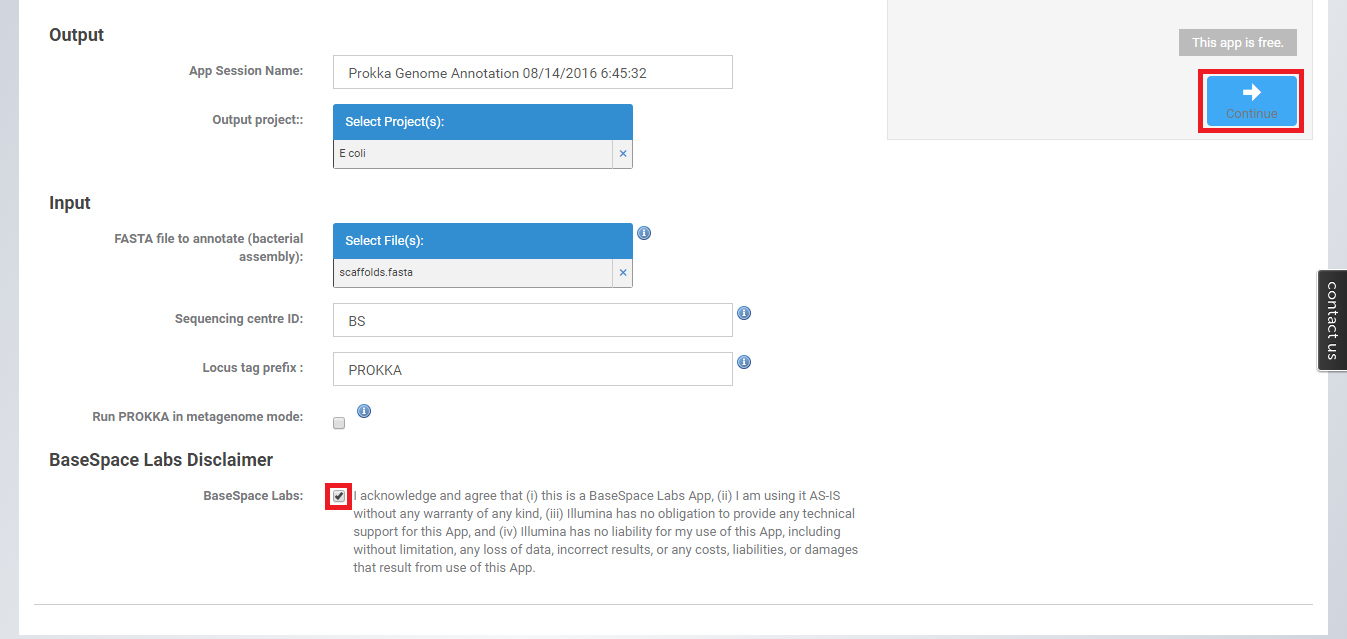 Output
App Session Name:
Prokka Genome Annotation 08/14/2016 6:45:32
Output project::
Select Project(s):
E coli
×
This app is free.
Continue
Input
FASTA file to annotate (bacterial
assembly):
Select File(s):
scaffolds.fasta
×
Sequencing centre ID:
BS
Locus tag prefix :
PROKKA
Run PROKKA in metagenome mode:
BaseSpace Labs Disclaimer
BaseSpace Labs:
I acknowledge and agree that (i) this is a BaseSpace Labs App, (ii) I am using it AS-IS
without any warranty of any kind, (iii) Illumina has no obligation to provide any technical
support for this App, and (iv) Illumina has no liability for my use of this App, including
without limitation, any loss of data, incorrect results, or any costs, liabilities, or damages
that result from use of this App.
contact us